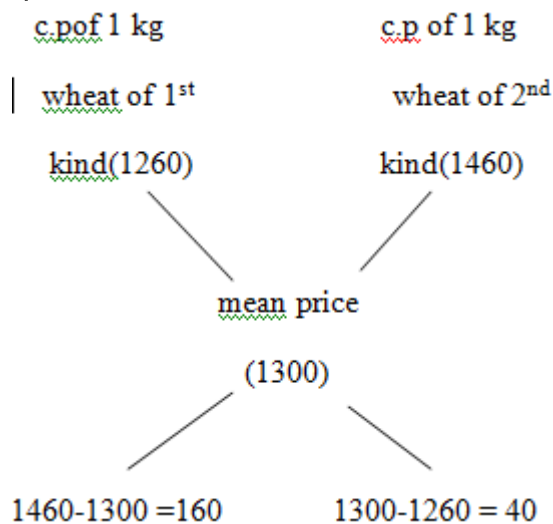 c.pof 1 kg c.p of 1 kg
wheat of 1st wheat of 2nd
kind(1260) kind(1460)
mean price
(1300)
1460-1300 =160 1300-1260 = 40